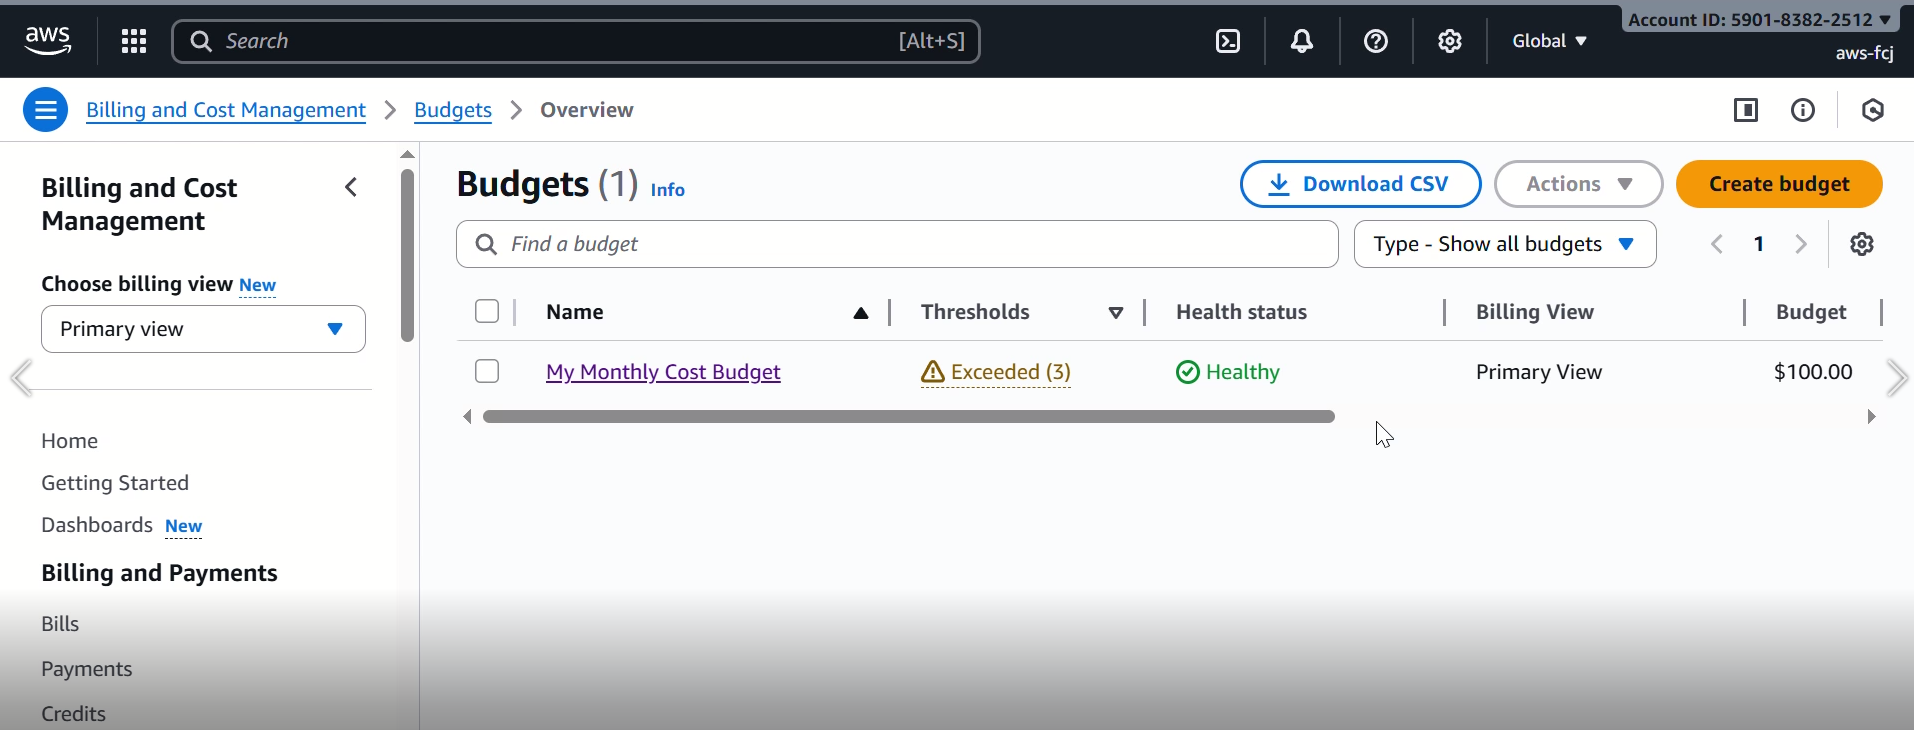 aws
Search [Alt+S]
Global
Account ID: 5901-8382-2512
aws-fcj
Billing and Cost Management > Budgets > Overview
Billing and Cost
Management
Choose billing view New
Primary view
Home
Getting Started
Dashboards New
Billing and Payments
Bills
Payments
Credits
Budgets (1) Info
Download CSV Actions Create budget
Find a budget Type - Show all budgets 1
Name Thresholds Health status Billing View Budget
My Monthly Cost Budget Exceeded (3) Healthy Primary View $100.00